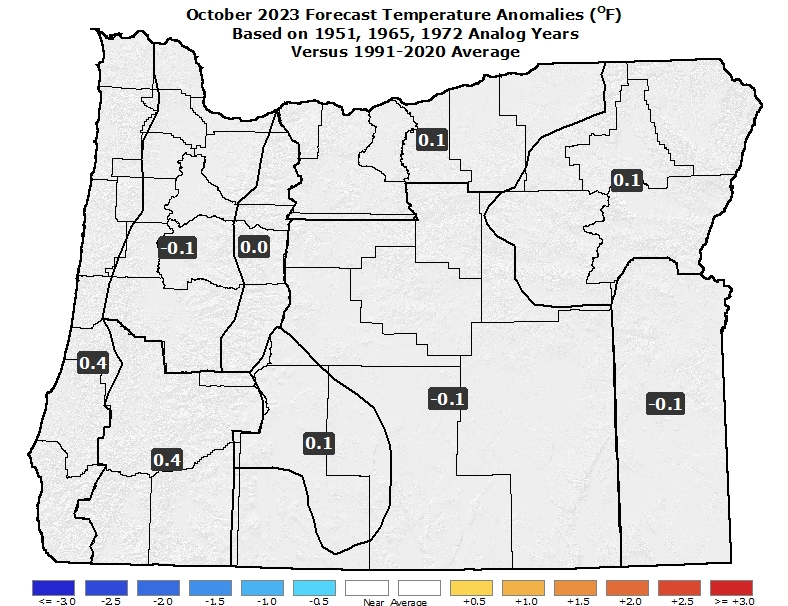 October 2023 Forecast Temperature Anomalies (°F)
Based on 1951, 1965, 1972 Analog Years
Versus 1991-2020 Average
0.1
0.1
-0.1
0.0
0.4
-0.1
-0.1
0.1
0.4
<= -3.0 -2.5 -2.0 -1.5 -1.0 -0.5 Near Average +0.5 +1.0 +1.5 +2.0 +2.5 >= +3.0